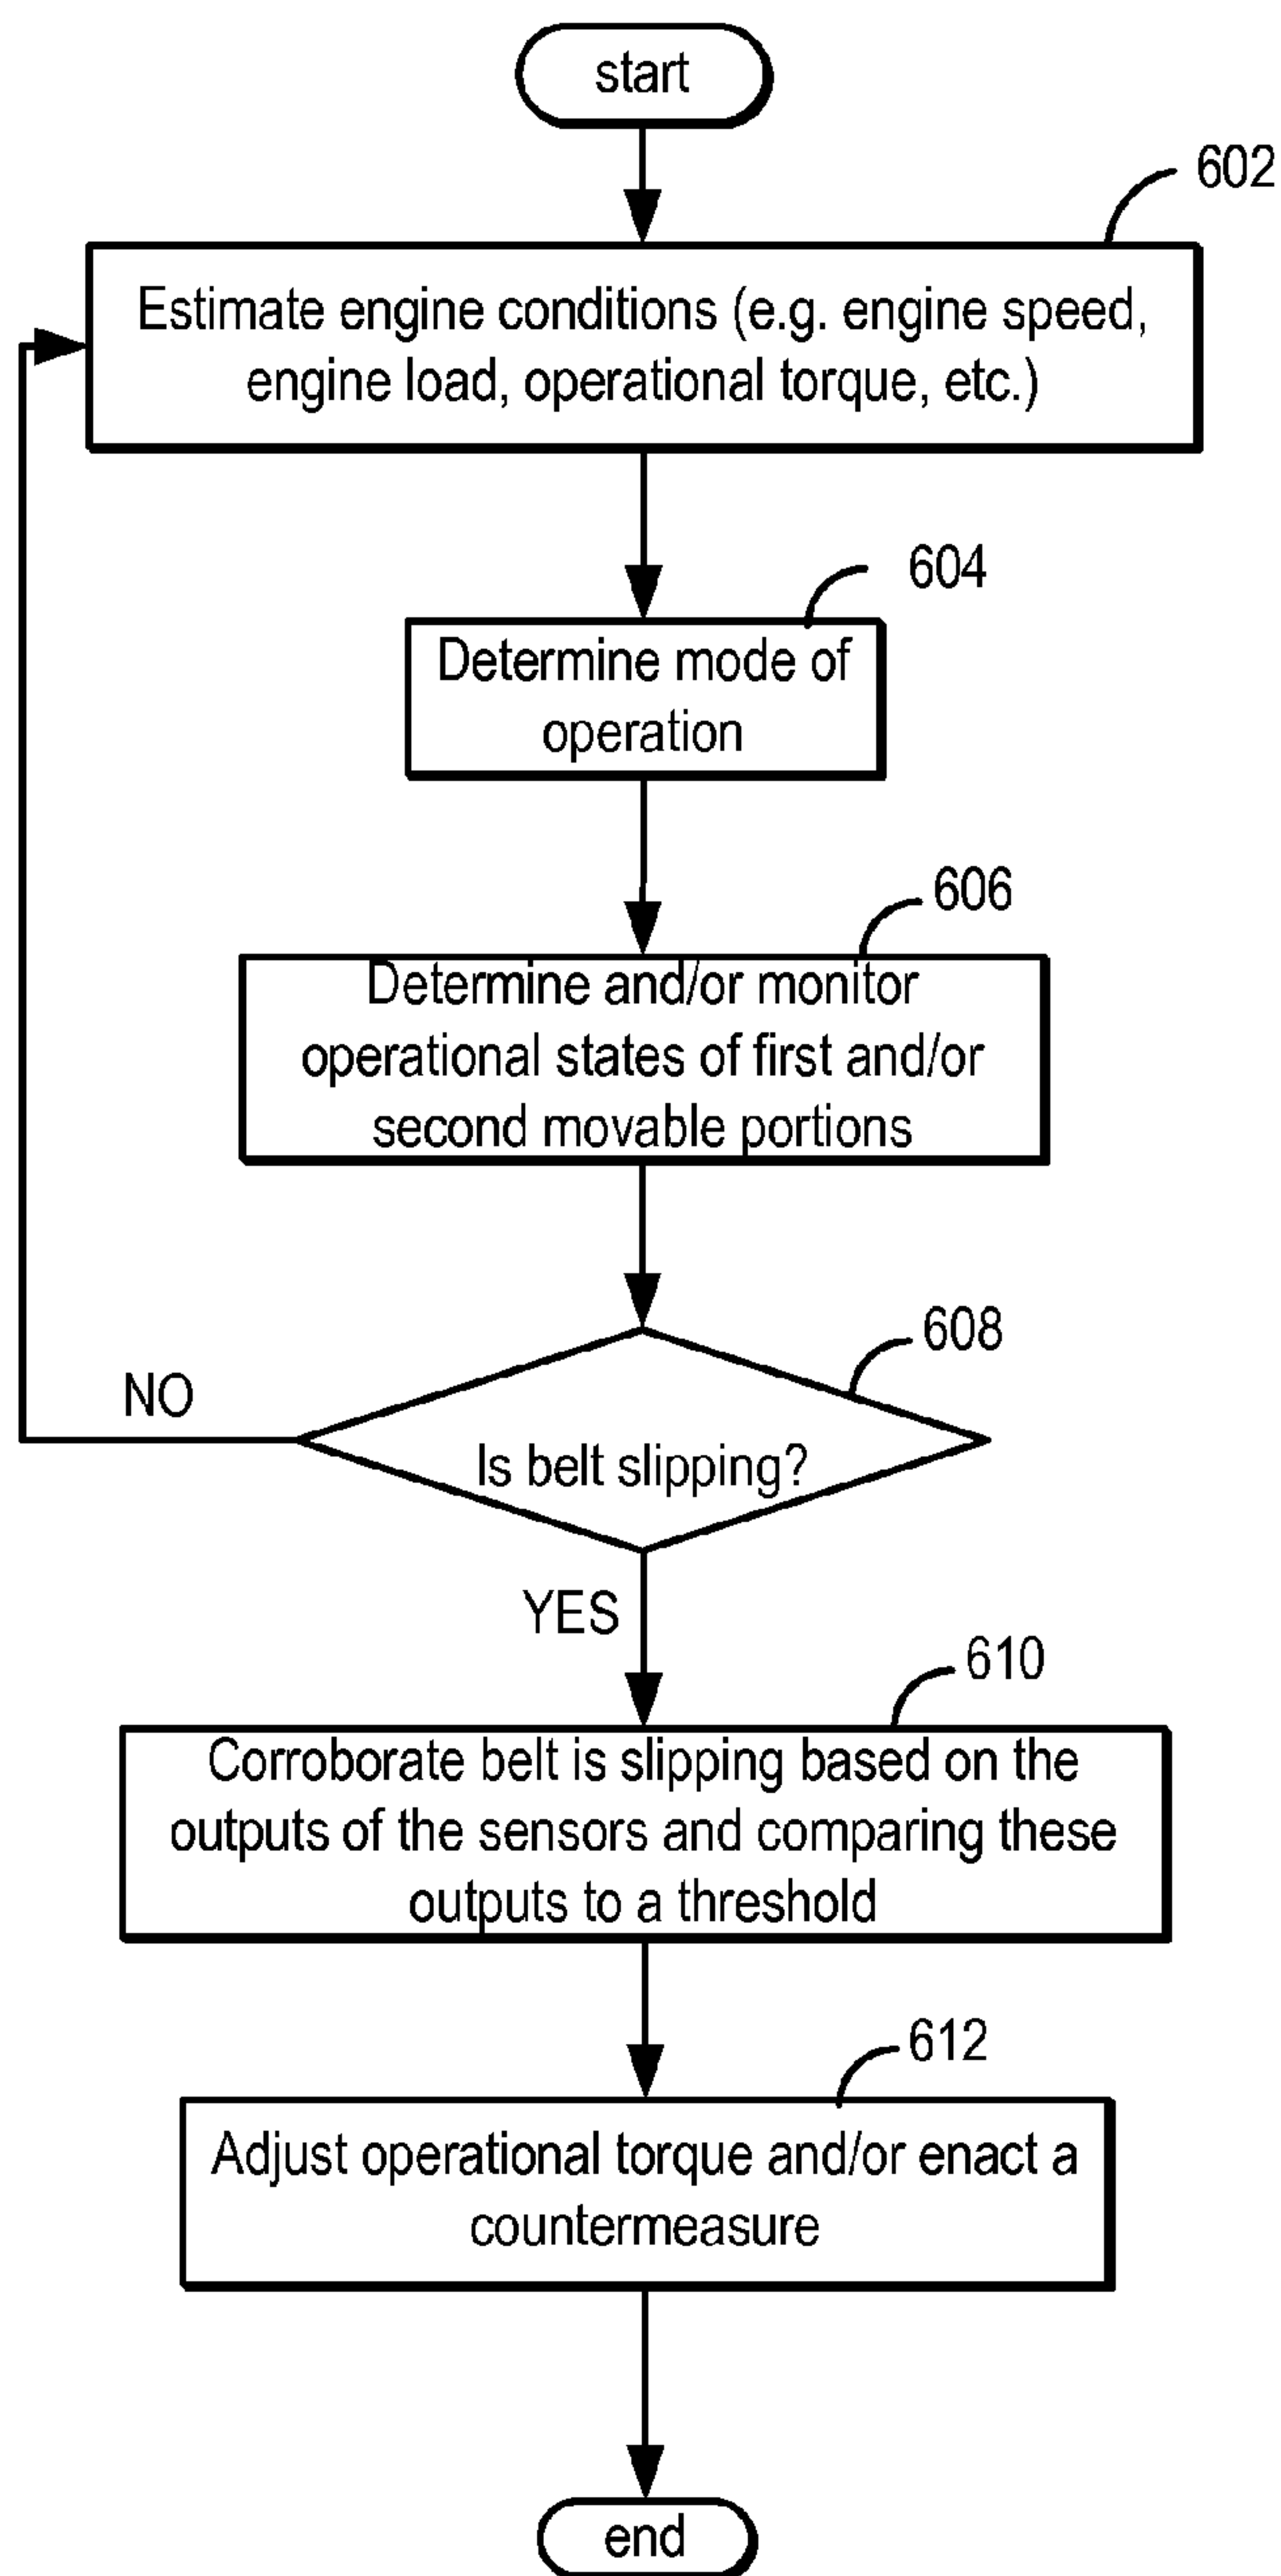 start
602
Estimate engine conditions (e.g. engine speed,
engine load, operational torque, etc.)
604
Determine mode of
operation
606
Determine and/or monitor
operational states of first and/or
second movable portions
608
NO
Is belt slipping?
YES
610
Corroborate belt is slipping based on the
outputs of the sensors and comparing these
outputs to a threshold
612
Adjust operational torque and/or enact a
countermeasure
end